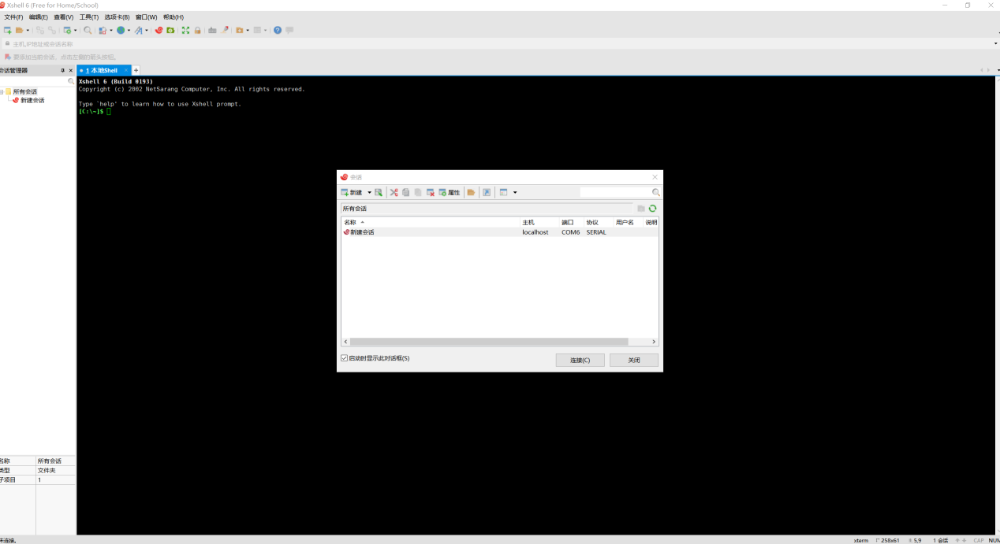 Xshell 6 (Free for Home/School)
文件(F) 编辑(E) 查看(V) 工具(T) 选项卡(B) 窗口(W) 帮助(H)
主机,IP地址或会话名称
要添加当前会话，点击左侧的箭头按钮。
会话管理器
1 本地Shell
所有会话
新建会话
Xshell 6 (Build 0193)
Copyright (c) 2002 NetSarang Computer, Inc. All rights reserved.
Type `help' to learn how to use Xshell prompt.
[C:\~]$
会话
新建 属性
所有会话
名称 主机 端口 协议 用户名 说明
新建会话 localhost COM6 SERIAL
启动时显示此对话框(S)
连接(C) 关闭
名称 所有会话
类型 文件夹
子项目 1
未连接。
xterm 258x61 5,9 1 会话 CAP NUM